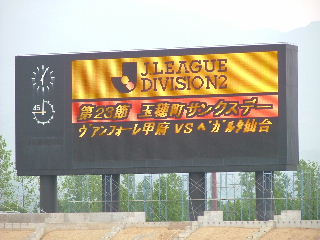 J.LEAGUE
DIVISION2
第23節 玉穂町サンクスデー
ヴァンフォーレ甲府 VS ベガルタ仙台
45